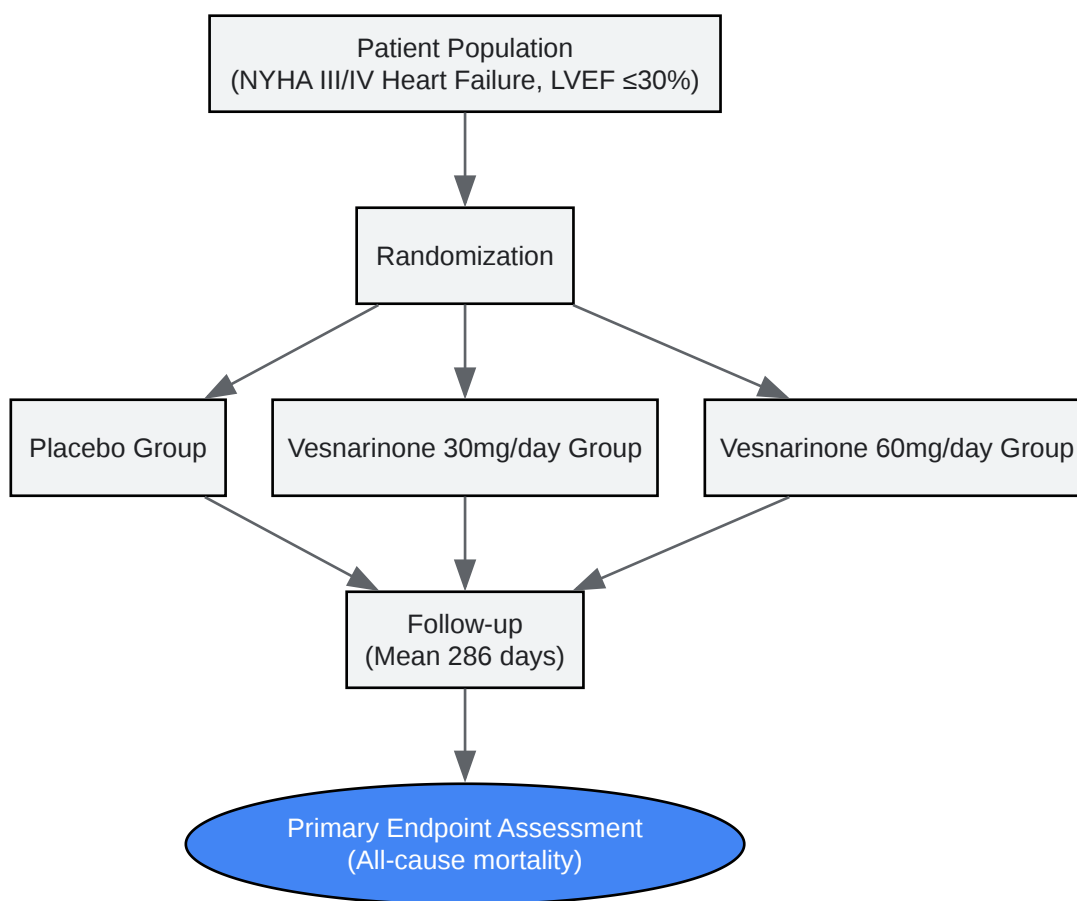 Patient Population
(NYHA III/IV Heart Failure, LVEF ≤30%)
Randomization
Placebo Group
Vesnarinone 30mg/day Group
Vesnarinone 60mg/day Group
Follow-up
(Mean 286 days)
Primary Endpoint Assessment
(All-cause mortality)